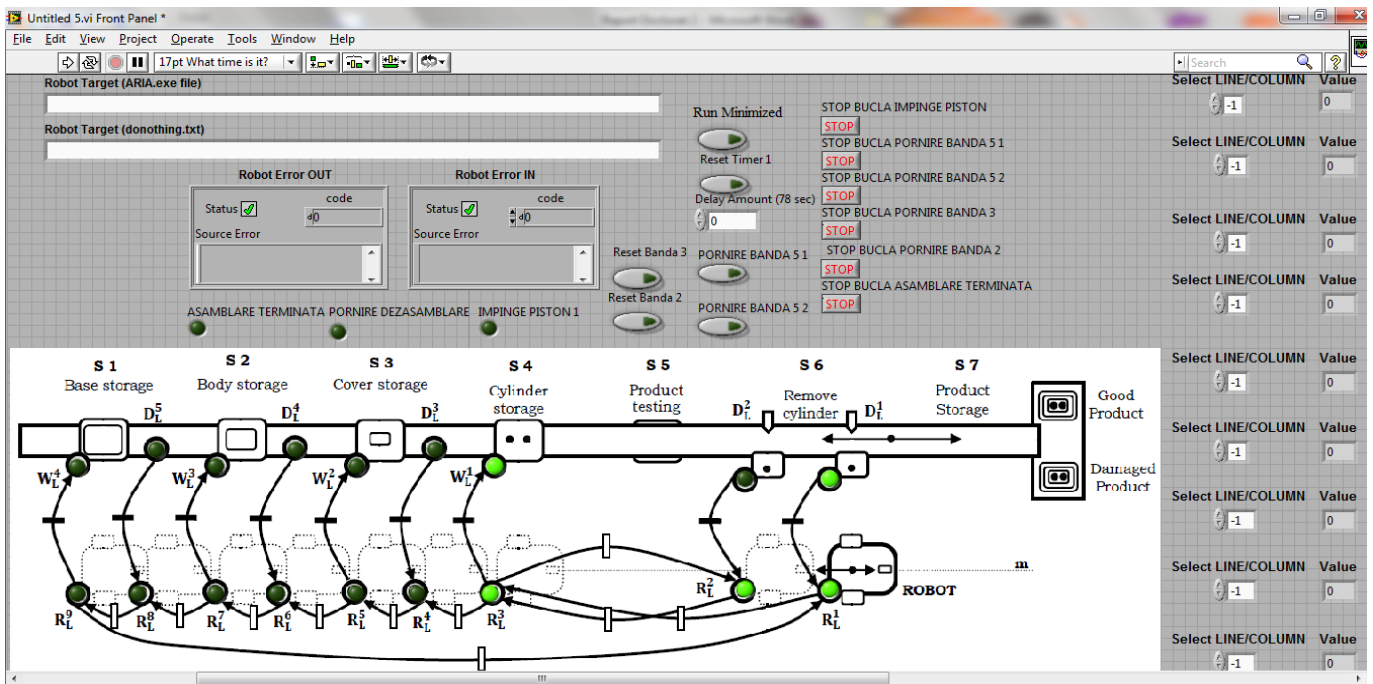 Untitled 5.vi Front Panel *
File Edit View Project Operate Tools Window Help
17pt What time is it?
Search
Robot Target (ARIA.exe file)
Robot Target (donothing.txt)
Robot Error OUT
Status
code
d0
Source Error
Robot Error IN
Status
code
d0
Source Error
ASAMBLARE TERMINATA PORNIRE DEZASAMBLARE IMPINGE PISTON 1
Run Minimized
Reset Timer1
Delay Amount (78 sec)
0
Reset Banda 3
Reset Banda 2
PORNIRE BANDA 5 1
PORNIRE BANDA 5 2
STOP BUCLA IMPINGE PISTON
STOP
STOP BUCLA PORNIRE BANDA 5 1
STOP
STOP BUCLA PORNIRE BANDA 5 2
STOP
STOP BUCLA PORNIRE BANDA 3
STOP
STOP BUCLA PORNIRE BANDA 2
STOP
STOP BUCLA ASAMBLARE TERMINATA
STOP
Select LINE/COLUMN Value
-1 0
Select LINE/COLUMN Value
-1 0
Select LINE/COLUMN Value
-1 0
Select LINE/COLUMN Value
-1 0
Select LINE/COLUMN Value
-1 0
Select LINE/COLUMN Value
-1 0
Select LINE/COLUMN Value
-1 0
Select LINE/COLUMN Value
-1 0
Select LINE/COLUMN Value
-1 0
S 1
Base storage
S 2
Body storage
S 3
Cover storage
S 4
Cylinder
storage
S 5
Product
testing
S 6
Remove
cylinder
S 7
Product
Storage
Good
Product
Damaged
Product
D⁵L D⁴L D³L D²L D¹L
W⁴L W³L W²L W¹L
m
ROBOT
R⁹L R⁸L R⁷L R⁶L R⁵L R⁴L R³L R²L R¹L